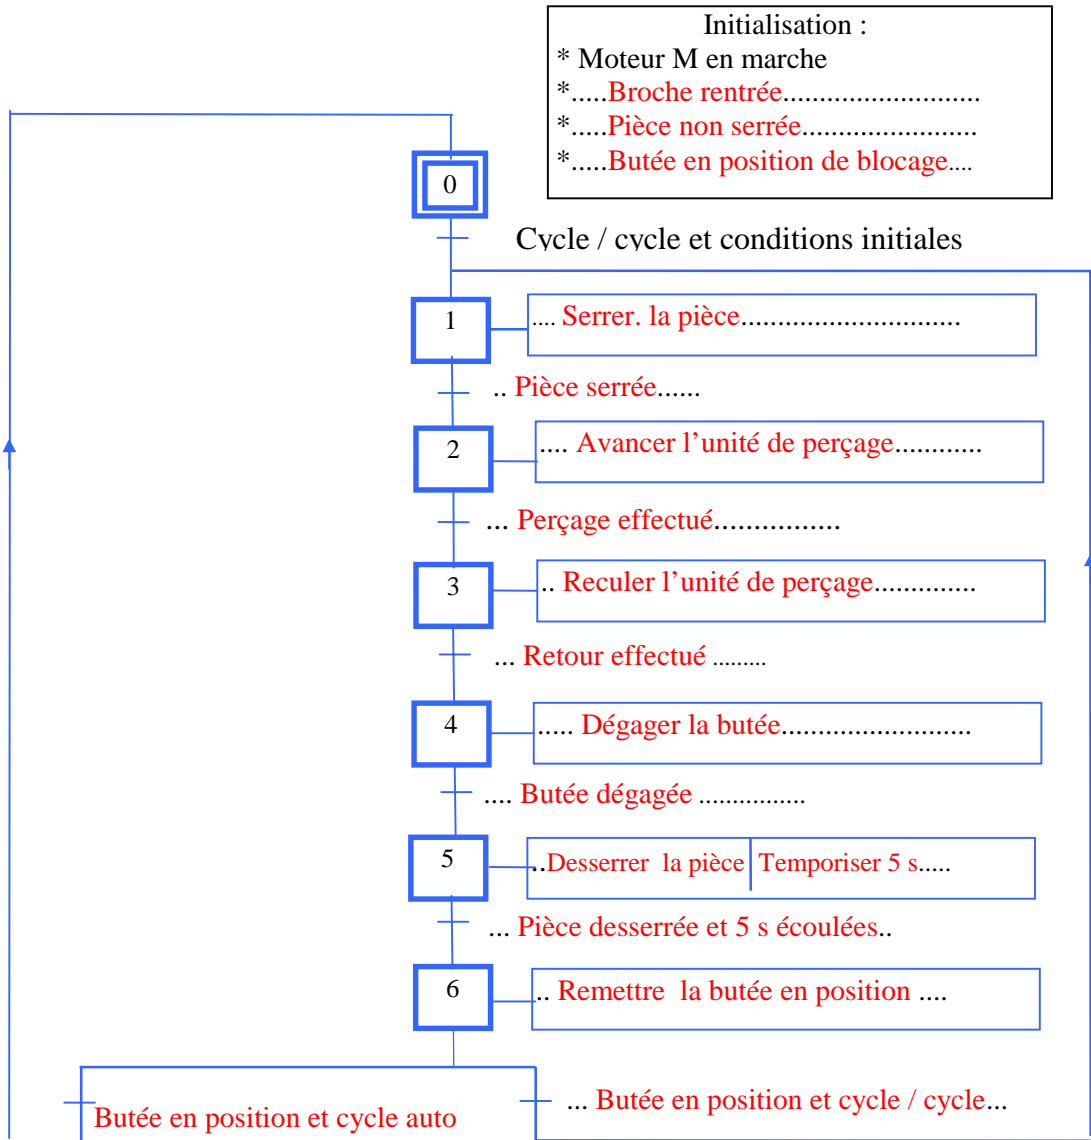 Initialisation :
* Moteur M en marche
*.....Broche rentrée...........................
*.....Pièce non serrée........................
*.....Butée en position de blocage....
0
Cycle / cycle et conditions initiales
1
.... Serrer. la pièce..............................
.. Pièce serrée......
2
.... Avancer l’unité de perçage............
... Perçage effectué.................
3
.. Reculer l’unité de perçage..............
... Retour effectué .........
4
..... Dégager la butée..........................
.... Butée dégagée ................
5
..Desserrer la pièce Temporiser 5 s.....
... Pièce desserrée et 5 s écoulées..
6
.. Remettre la butée en position ....
... Butée en position et cycle / cycle...
Butée en position et cycle auto